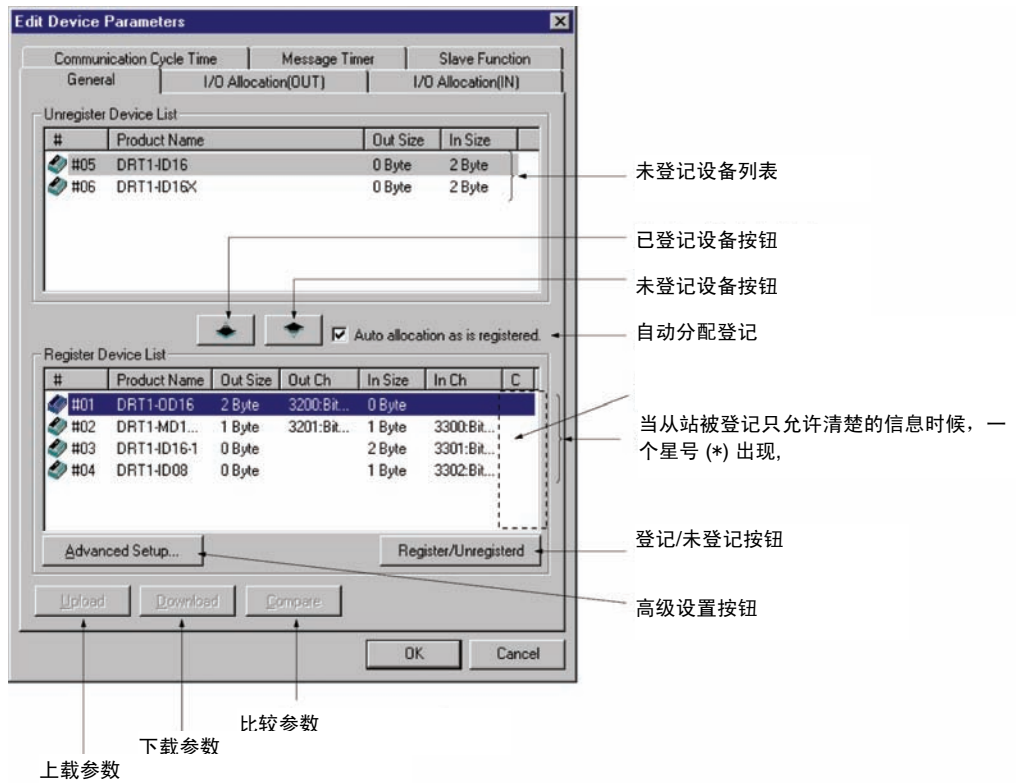 Edit Device Parameters
Communication Cycle Time Message Timer Slave Function
General I/O Allocation(OUT) I/O Allocation(IN)
Unregister Device List
# Product Name Out Size In Size
#05 DRT1-ID16 0 Byte 2 Byte
#06 DRT1-ID16X 0 Byte 2 Byte
未登记设备列表
已登记设备按钮
未登记设备按钮
Auto allocation as is registered.
自动分配登记
Register Device List
# Product Name Out Size Out Ch In Size In Ch C
#01 DRT1-OD16 2 Byte 3200:Bit... 0 Byte
#02 DRT1-MD1... 1 Byte 3201:Bit... 1 Byte 3300:Bit...
#03 DRT1-ID16-1 0 Byte 2 Byte 3301:Bit...
#04 DRT1-ID08 0 Byte 1 Byte 3302:Bit...
当从站被登记只允许清楚的信息时候，一
个星号 (*) 出现,
Advanced Setup... Register/Unregisterd
登记/未登记按钮
高级设置按钮
Upload Download Compare
OK Cancel
比较参数
下载参数
上载参数